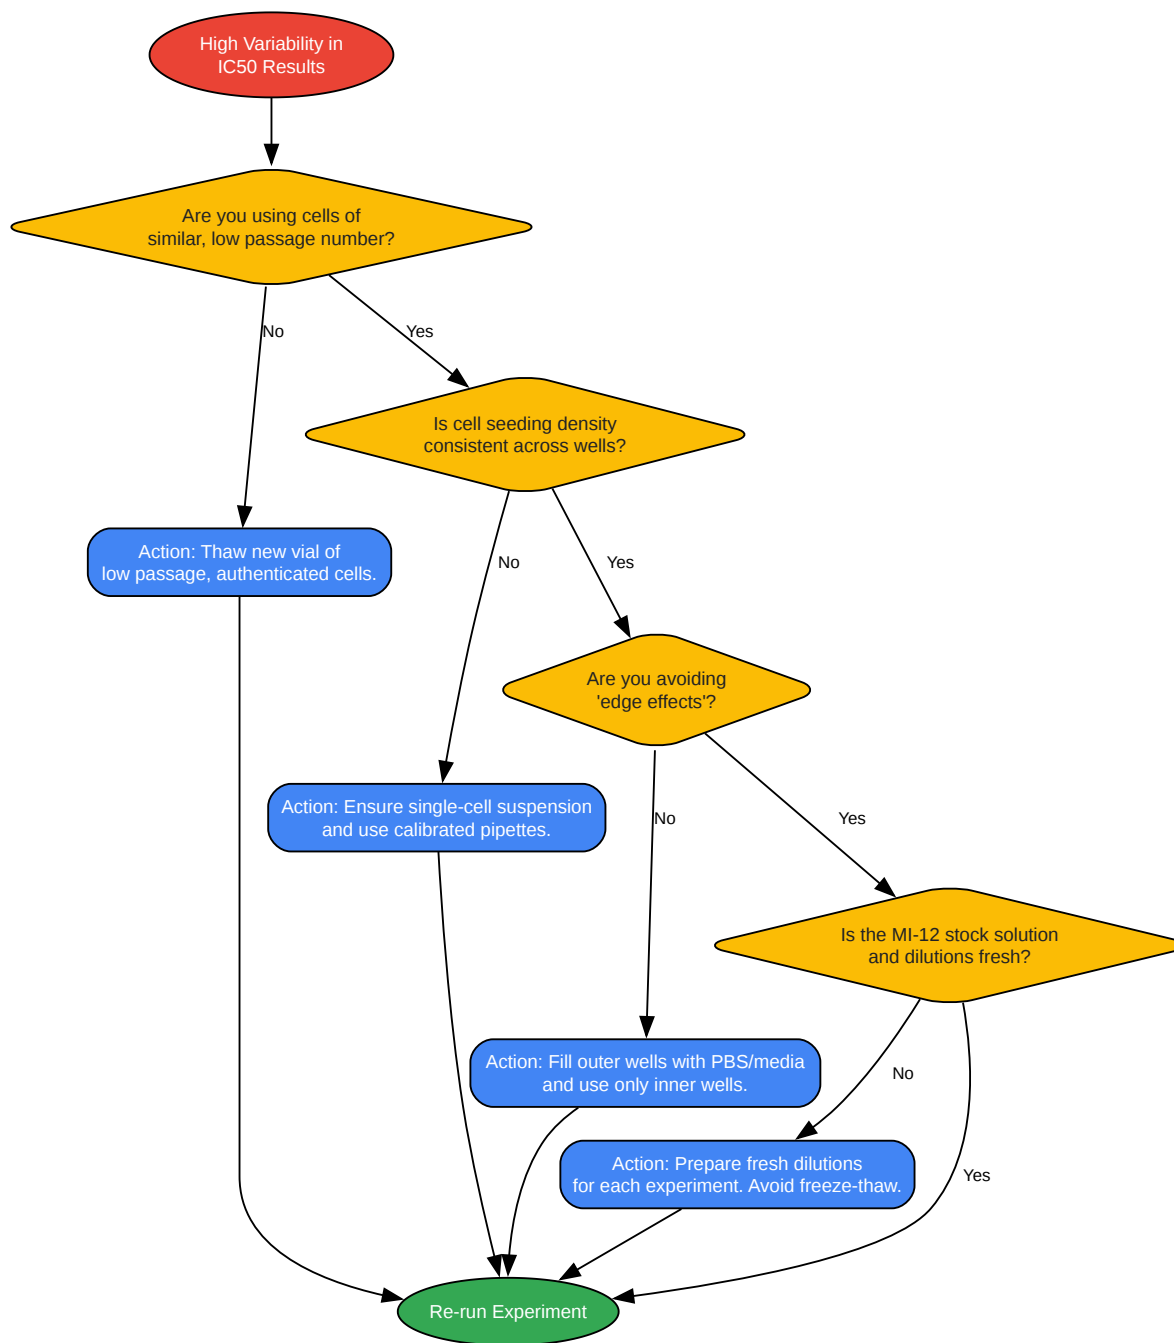 High Variability in
IC50 Results
Are you using cells of
similar, low passage number?
No
Yes
Is cell seeding density
consistent across wells?
Action: Thaw new vial of
low passage, authenticated cells.
No
Yes
Are you avoiding
'edge effects'?
Action: Ensure single-cell suspension
and use calibrated pipettes.
No
Yes
Is the MI-12 stock solution
and dilutions fresh?
Action: Fill outer wells with PBS/media
and use only inner wells.
No
Action: Prepare fresh dilutions
for each experiment. Avoid freeze-thaw.
Yes
Re-run Experiment